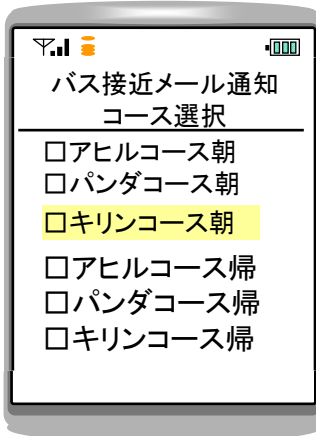 バス接近メール通知
コース選択
□アヒルコース朝
□パンダコース朝
□キリンコース朝
□アヒルコース帰
□パンダコース帰
□キリンコース帰